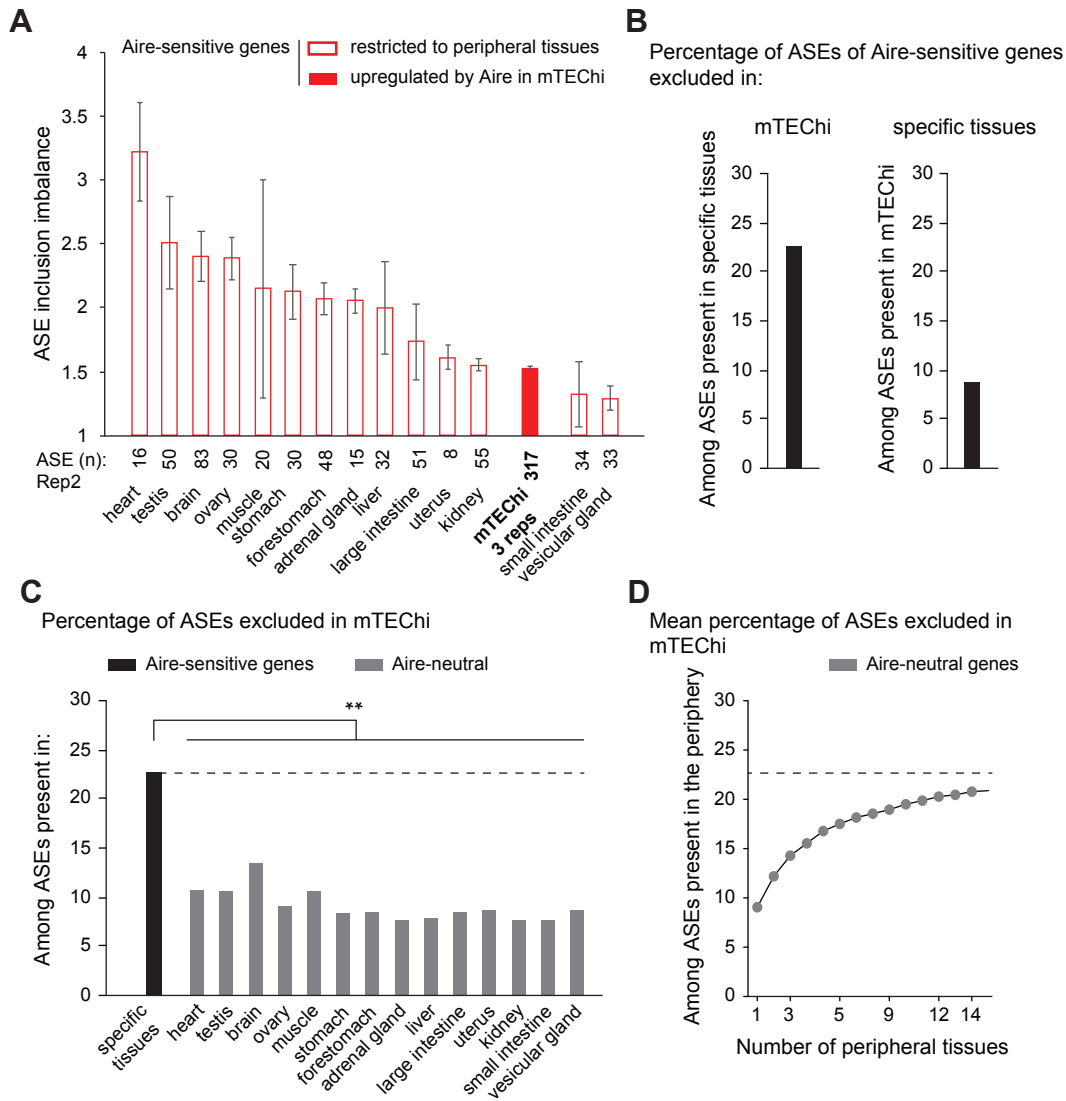 A
Aire-sensitive genes
restricted to peripheral tissues
upregulated by Aire in mTEChi
ASE inclusion imbalance
4
3.5
3
2.5
2
1.5
1
ASE (n):
Rep2
16
50
83
30
20
30
48
15
32
51
8
55
317
34
33
heart
testis
brain
ovary
muscle
stomach
forestomach
adrenal gland
liver
large intestine
uterus
kidney
mTEChi
3 reps
small intestine
vesicular gland
B
Percentage of ASEs of Aire-sensitive genes
excluded in:
mTEChi
Among ASEs present in specific tissues
30
25
20
15
10
5
0
specific tissues
Among ASEs present in mTEChi
30
25
20
15
10
5
0
C
Percentage of ASEs excluded in mTEChi
Aire-sensitive genes
Aire-neutral
Among ASEs present in:
30
25
20
15
10
5
0
**
specific
tissues
heart
testis
brain
ovary
muscle
stomach
forestomach
adrenal gland
liver
large intestine
uterus
kidney
small intestine
vesicular gland
D
Mean percentage of ASEs excluded in
mTEChi
Aire-neutral genes
Among ASEs present in the periphery
30
25
20
15
10
5
0
1
3
5
9
12
14
Number of peripheral tissues